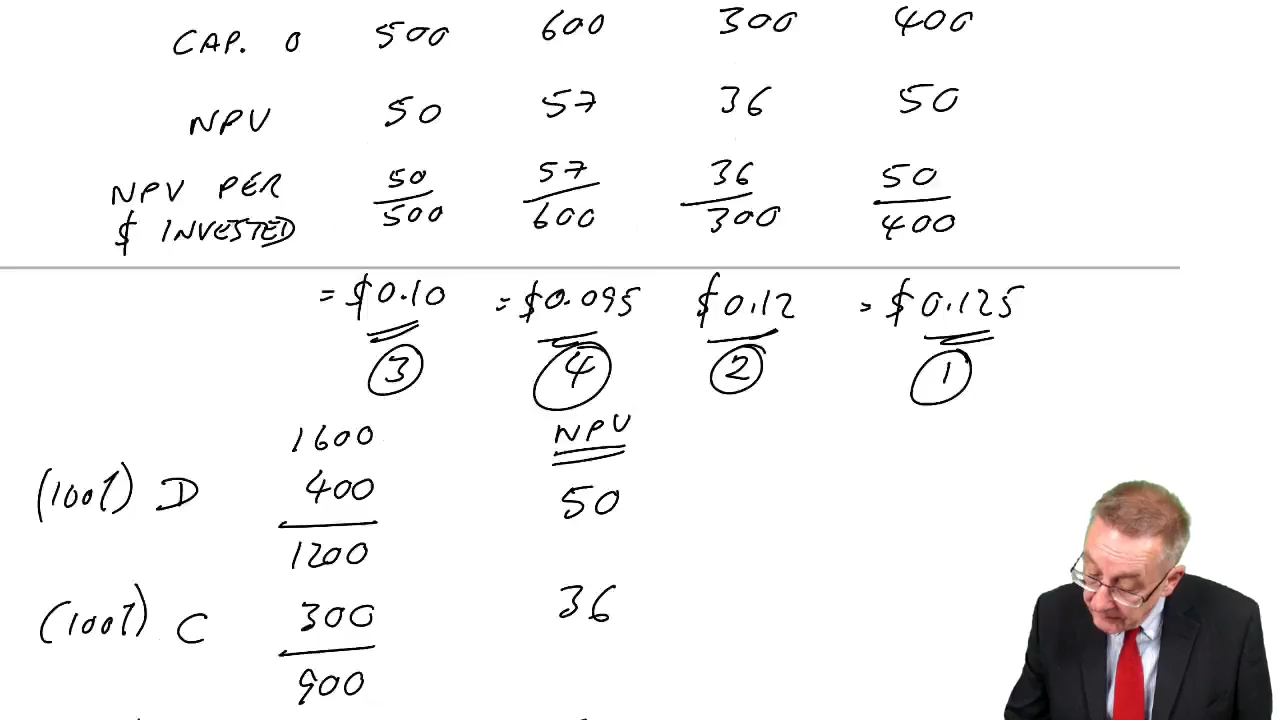 CAP. 0 500 600 300 400
NPV 50 57 36 50
NPV PER 50 57 36 50
$ INVESTED 500 600 300 400
= $0.10 = $0.095 $0.12 = $0.125
3 4 2 1
1600 NPV
(100%) D 400 50
1200
(100%) C 300 36
900